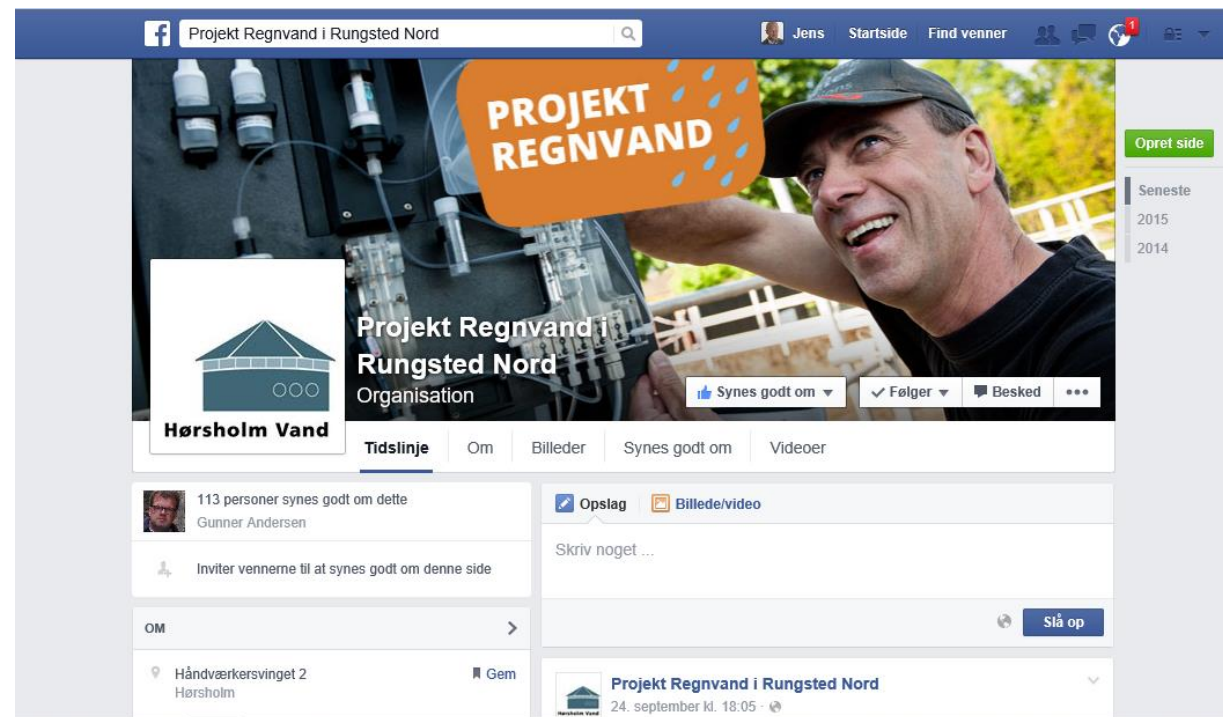 Projekt Regnvand i Rungsted Nord
Jens Startside Find venner
1
PROJEKT
REGNVAND
Opret side
Seneste
2015
2014
Projekt Regnvand i
Rungsted Nord
Organisation
Synes godt om
Følger
Besked
Hørsholm Vand
Tidslinje Om Billeder Synes godt om Videoer
113 personer synes godt om dette
Gunner Andersen
Inviter vennerne til at synes godt om denne side
OM
Håndværkersvinget 2
Hørsholm
Gem
Opslag Billede/video
Skriv noget ...
Slå op
Projekt Regnvand i Rungsted Nord
24. september kl. 18:05 ·
Hørsholm Vand